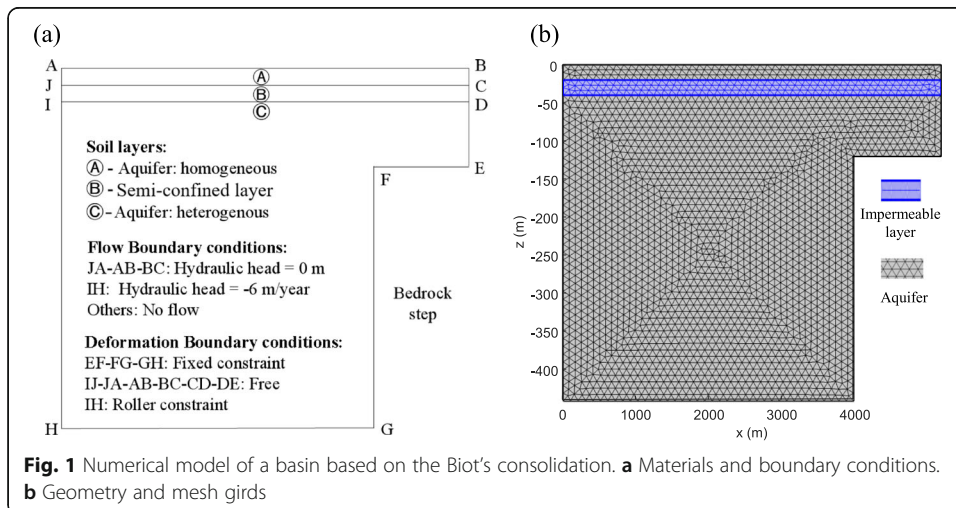 (a)
A
B
J
C
I
D
Ⓐ
Ⓑ
Ⓒ
Soil layers:
Ⓐ - Aquifer: homogeneous
Ⓑ - Semi-confined layer
Ⓒ - Aquifer: heterogenous
F
E
Flow Boundary conditions:
JA-AB-BC: Hydraulic head = 0 m
IH: Hydraulic head = -6 m/year
Others: No flow
Bedrock
step
Deformation Boundary conditions:
EF-FG-GH: Fixed constraint
IJ-JA-AB-BC-CD-DE: Free
IH: Roller constraint
H
G
(b)
0
-50
-100
-150
-200
-250
-300
-350
-400
z (m)
0 1000 2000 3000 4000
x (m)
Impermeable
layer
Aquifer
Fig. 1 Numerical model of a basin based on the Biot's consolidation. a Materials and boundary conditions.
b Geometry and mesh girds